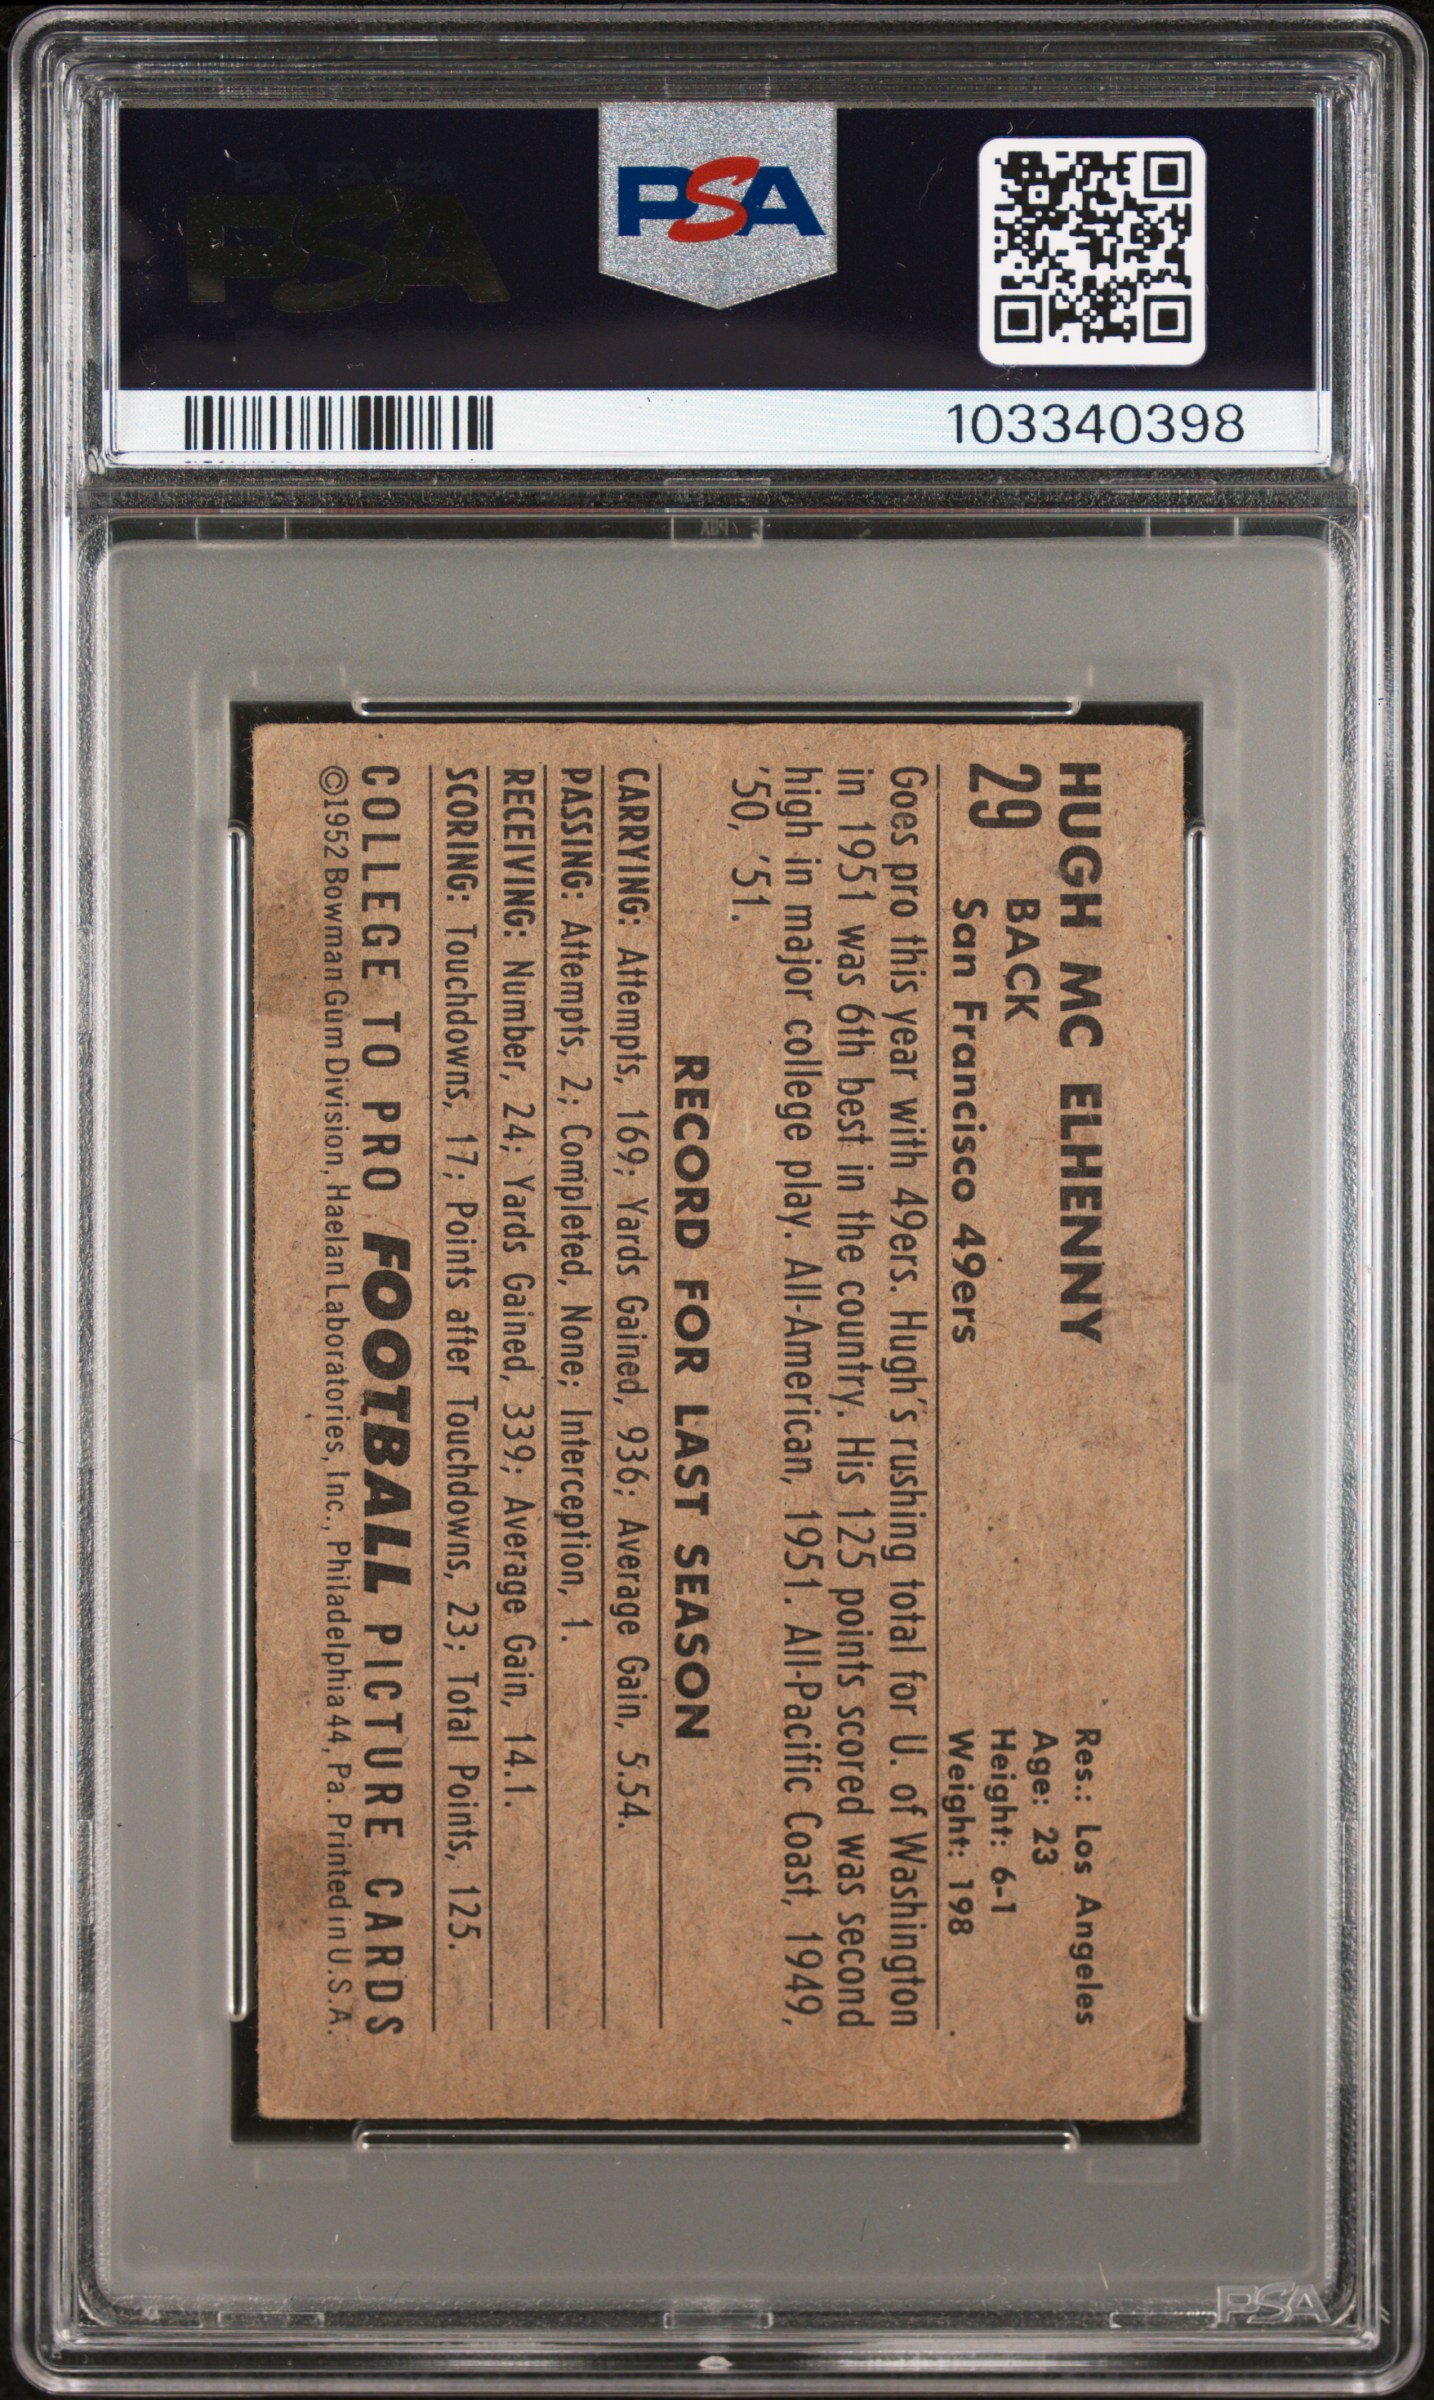 PSA
PSA
103340398
HUGH MC ELHENNY
29 BACK
San Francisco 49ers
Res.: Los Angeles
Age: 23
Height: 6-1
Weight: 198
Goes pro this year with 49ers. Hugh's rushing total for U. of Washington
in 1951 was 6th best in the country. His 125 points scored was second
high in major college play. All-American, 1951. All-Pacific Coast, 1949,
'50, '51.
RECORD FOR LAST SEASON
CARRYING: Attempts, 169; Yards Gained, 936; Average Gain, 5.54.
PASSING: Attempts, 2; Completed, None; Interception, 1.
RECEIVING: Number, 24; Yards Gained, 339; Average Gain, 14.1.
SCORING: Touchdowns, 17; Points after Touchdowns, 23; Total Points, 125.
COLLEGE TO PRO FOOTBALL PICTURE CARDS
©1952 Bowman Gum Division, Haelan Laboratories, Inc., Philadelphia 44, Pa. Printed in U.S.A.
PSA